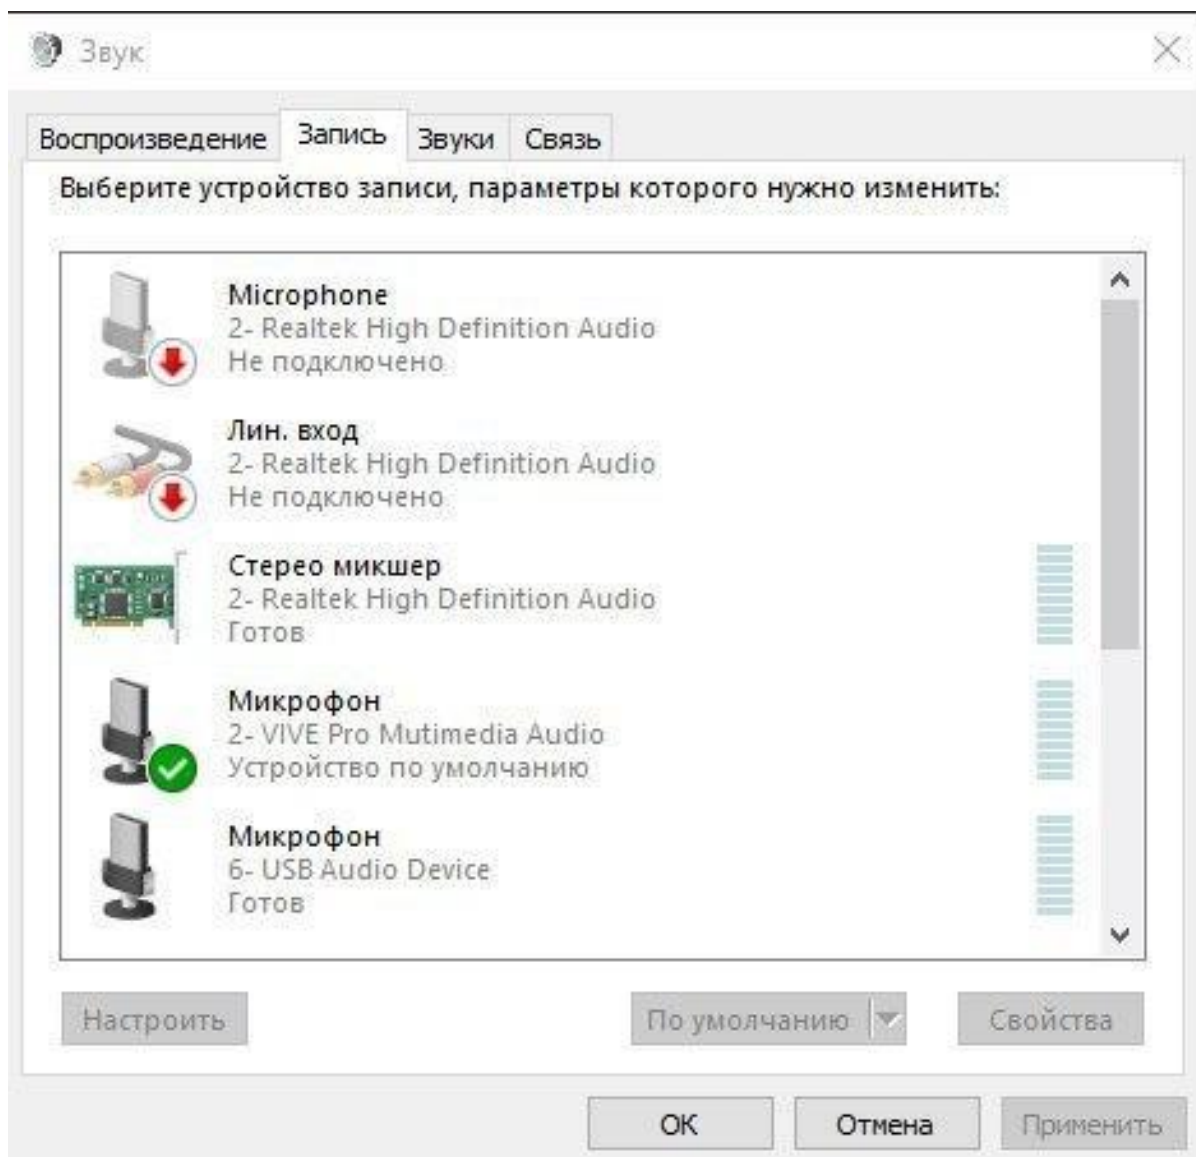 Звук
Воспроизведение Запись Звуки Связь
Выберите устройство записи, параметры которого нужно изменить:
Microphone
2- Realtek High Definition Audio
Не подключено
Лин. вход
2- Realtek High Definition Audio
Не подключено
Стерео микшер
2- Realtek High Definition Audio
Готов
Микрофон
2- VIVE Pro Mutimedia Audio
Устройство по умолчанию
Микрофон
6- USB Audio Device
Готов
Настроить По умолчанию Свойства
ОК Отмена Применить